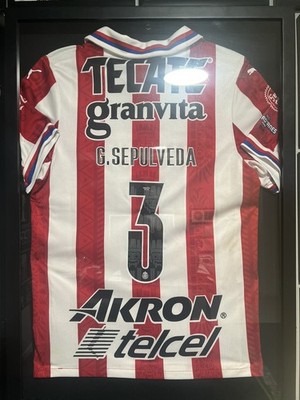 TECATE
granvita
G.SEPULVEDA
3
AKRON®
telcel